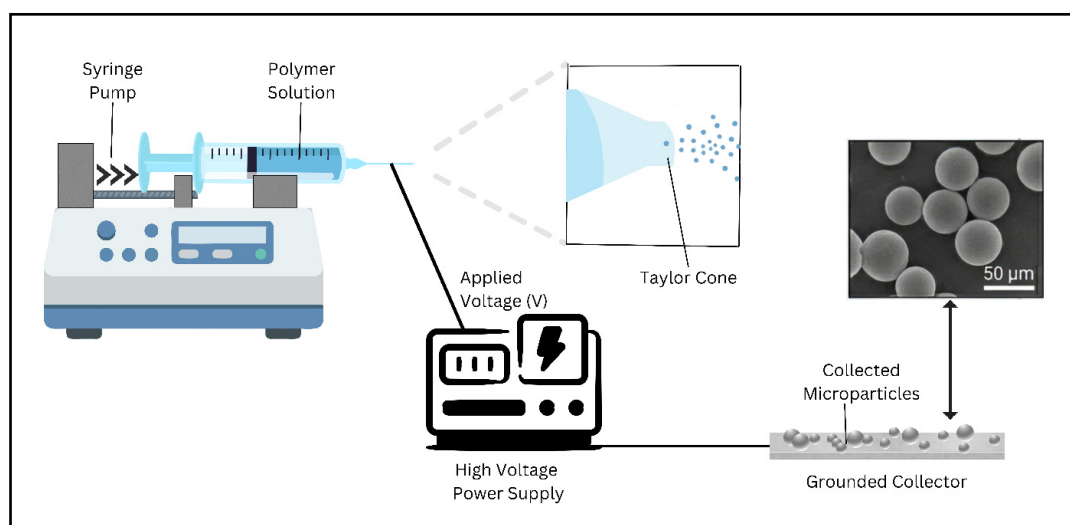 Syringe
Pump
Polymer
Solution
Taylor Cone
50 µm
Applied
Voltage (V)
Collected
Microparticles
High Voltage
Power Supply
Grounded Collector